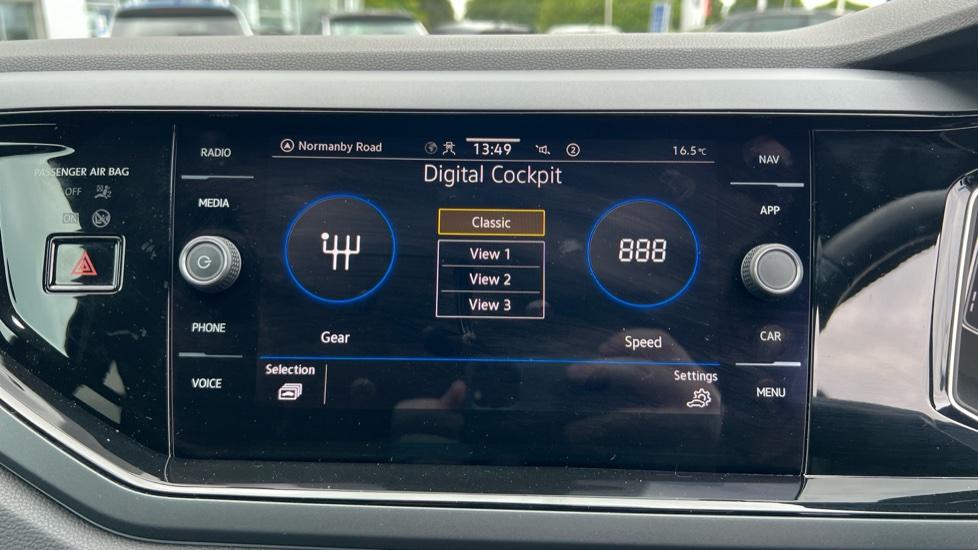 PASSENGER AIR BAG
OFF
ON
RADIO
MEDIA
PHONE
VOICE
Normanby Road
13:49
2
16.5°C
Digital Cockpit
Classic
View 1
View 2
View 3
888
Gear
Speed
Selection
Settings
NAV
APP
CAR
MENU